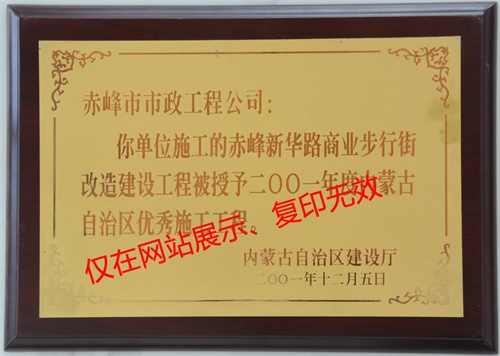 赤峰市市政工程公司：
你单位施工的赤峰新华路商业步行街
改造建设工程被授予二〇〇一年度内蒙古
自治区优秀施工工程。
内蒙古自治区建设厅
二〇〇一年十二月五日
仅在网站展示、复印无效